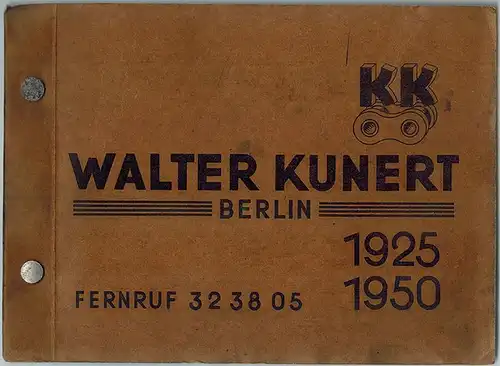 KK
WALTER KUNERT
BERLIN
1925
1950
FERNRUF 32 38 05